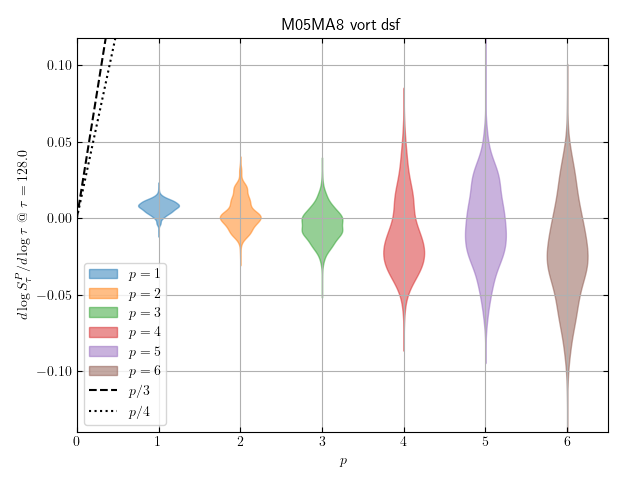 M05MA8 vort dsf
d log S_τ^P / d log τ @ τ = 128.0
0.10
0.05
0.00
−0.05
−0.10
p = 1
p = 2
p = 3
p = 4
p = 5
p = 6
p/3
p/4
0 1 2 3 4 5 6
p